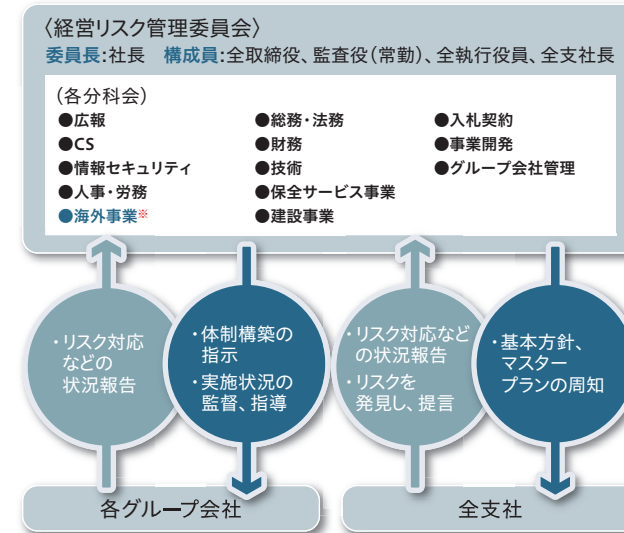 〈経営リスク管理委員会〉
委員長:社長　構成員:全取締役、監査役(常勤)、全執行役員、全支社長
(各分科会)
●広報
●CS
●情報セキュリティ
●人事・労務
●海外事業※
●総務・法務
●財務
●技術
●保全サービス事業
●建設事業
●入札契約
●事業開発
●グループ会社管理
・リスク対応
などの
状況報告
・体制構築の
指示
・実施状況の
監督、指導
・リスク対応など
の状況報告
・リスクを
発見し、提言
・基本方針、
マスター
プランの周知
各グループ会社
全支社